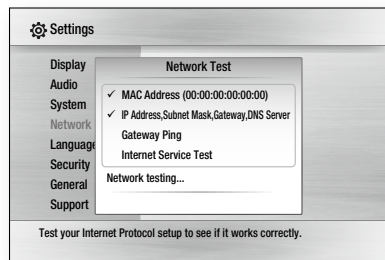 Settings
Display
Audio
System
Network
Language
Security
General
Support
Network Test
✓ MAC Address (00:00:00:00:00:00)
✓ IP Address,Subnet Mask,Gateway,DNS Server
Gateway Ping
Internet Service Test
Network testing...
Test your Internet Protocol setup to see if it works correctly.